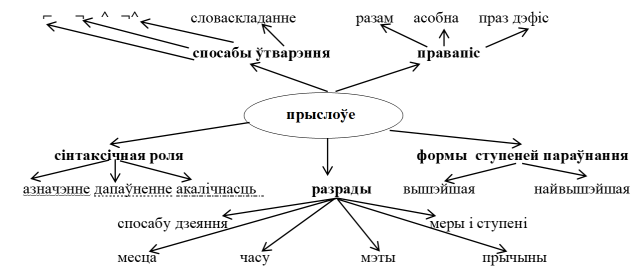 ¬ ¬ ^ ¬^ словаскладанне разам асобна праз дэфіс
спосабы ўтварэння правапіс
прыслоўе
сінтаксічная роля формы ступеней параўнання
азначэнне дапаўненне акалічнасць разрады вышэйшая найвышэйшая
спосабу дзеяння меры і ступені
месца часу мэты прычыны